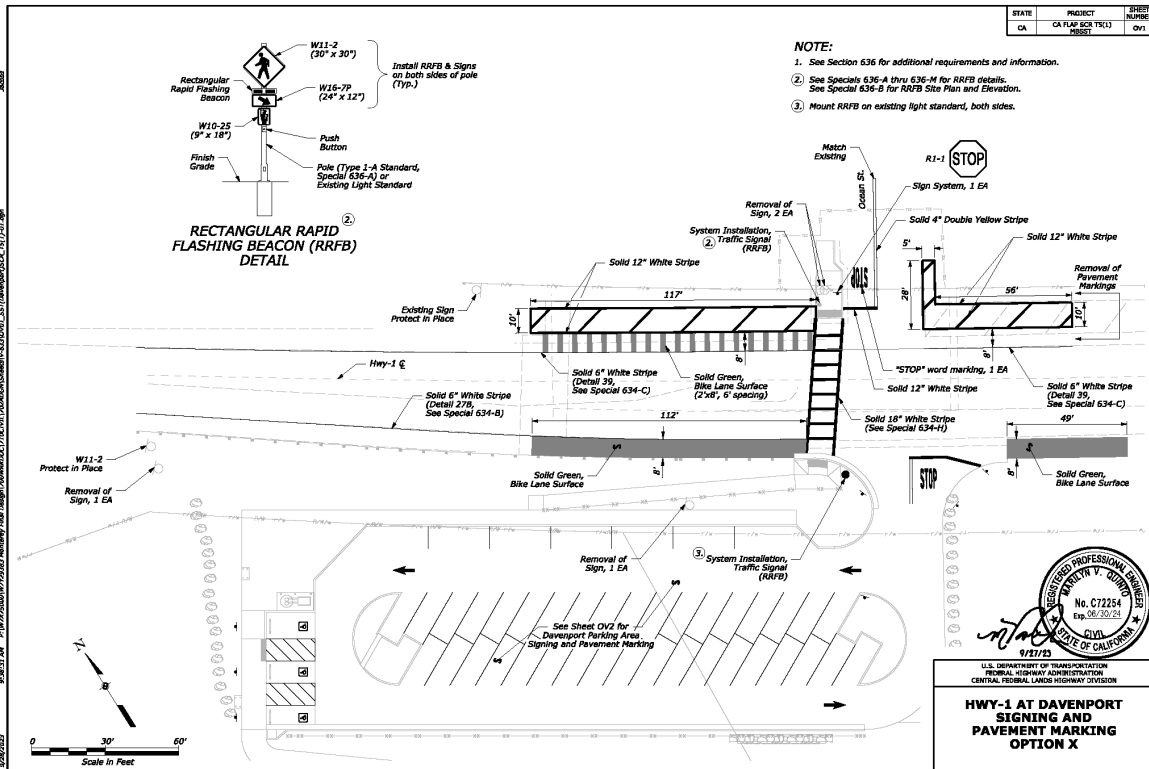 STATE
PROJECT
SHEET NUMBER
CA
CA FLAP SCR TS(1)
MBSST
OV1
W11-2
(30" x 30")
Install RRFB & Signs
on both sides of pole
(Typ.)
Rectangular
Rapid Flashing
Beacon
W16-7P
(24" x 12")
W10-25
(9" x 18")
Push
Button
Finish
Grade
Pole (Type 1-A Standard,
Special 636-A) or
Existing Light Standard
2.
RECTANGULAR RAPID
FLASHING BEACON (RRFB)
DETAIL
NOTE:
1. See Section 636 for additional requirements and information.
2. See Specials 636-A thru 636-M for RRFB details.
See Special 636-B for RRFB Site Plan and Elevation.
3. Mount RRFB on existing light standard, both sides.
Match
Existing
R1-1
STOP
Ocean St.
Sign System, 1 EA
Removal of
Sign, 2 EA
Solid 4" Double Yellow Stripe
System Installation,
2. Traffic Signal
(RRFB)
Solid 12" White Stripe
Solid 12" White Stripe
STOP
5'
28'
56'
10'
8'
Removal of
Pavement
Markings
117'
10'
8'
Existing Sign
Protect in Place
Hwy-1 ℄
Solid 6" White Stripe
(Detail 39,
See Special 634-C)
Solid Green,
Bike Lane Surface
(2'x8', 6' spacing)
"STOP" word marking, 1 EA
Solid 12" White Stripe
Solid 6" White Stripe
(Detail 39,
See Special 634-C)
Solid 6" White Stripe
(Detail 27B,
See Special 634-B)
112'
Solid 18" White Stripe
(See Special 634-H)
49'
W11-2
Protect in Place
Removal of
Sign, 1 EA
Solid Green,
Bike Lane Surface
8'
STOP
8'
Solid Green,
Bike Lane Surface
Removal of
Sign, 1 EA
3. System Installation,
Traffic Signal
(RRFB)
See Sheet OV2 for
Davenport Parking Area
Signing and Pavement Marking
N
0 30' 60'
Scale in Feet
REGISTERED PROFESSIONAL ENGINEER
MARILYN V. QUINTO
No. C72254
Exp. 06/30/24
CIVIL
STATE OF CALIFORNIA
9/27/23
U.S. DEPARTMENT OF TRANSPORTATION
FEDERAL HIGHWAY ADMINISTRATION
CENTRAL FEDERAL LANDS HIGHWAY DIVISION
HWY-1 AT DAVENPORT
SIGNING AND
PAVEMENT MARKING
OPTION X